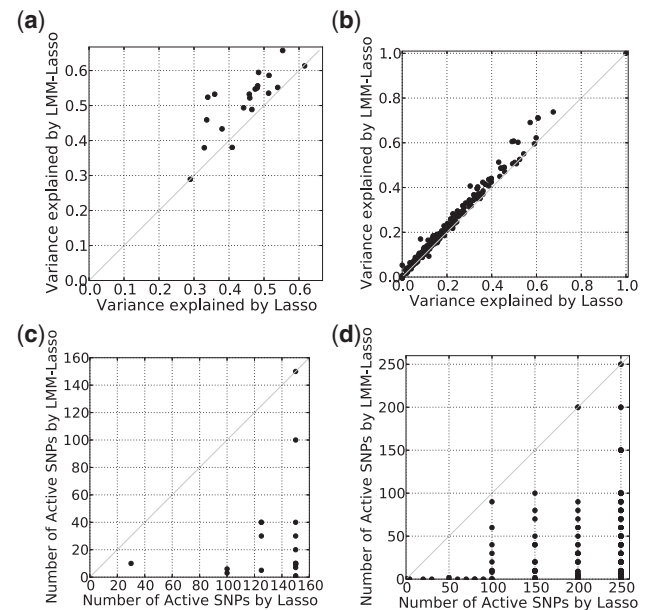 (a)
Variance explained by LMM-Lasso
0.6
0.5
0.4
0.3
0.2
0.1
0.0
0.0 0.1 0.2 0.3 0.4 0.5 0.6
Variance explained by Lasso
(b)
Variance explained by LMM-Lasso
1.0
0.8
0.6
0.4
0.2
0.0
0.0 0.2 0.4 0.6 0.8 1.0
Variance explained by Lasso
(c)
Number of Active SNPs by LMM-Lasso
160
140
120
100
80
60
40
20
0
0 20 40 60 80 100 120 140 160
Number of Active SNPs by Lasso
(d)
Number of Active SNPs by LMM-Lasso
250
200
150
100
50
0
0 50 100 150 200 250
Number of Active SNPs by Lasso